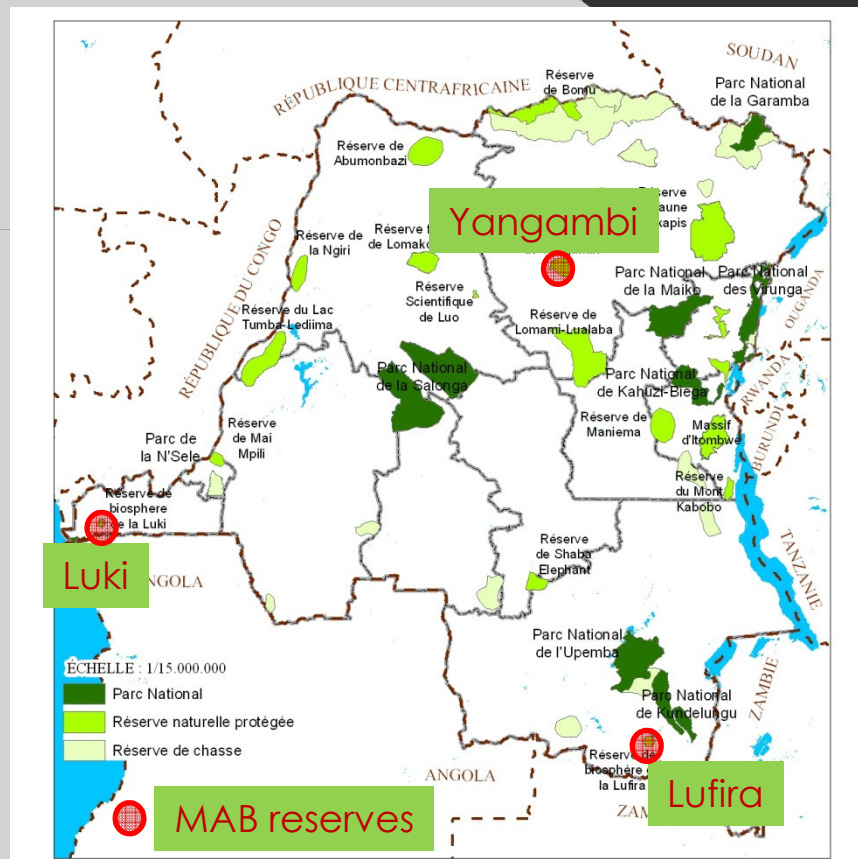 SOUDAN
RÉPUBLIQUE CENTRAFRICAINE
Réserve
de Bomu
Parc National
de la Garamba
Réserve de
Abumonbazi
Réserve
Yangambi
Réserve de
la Ngiri
Réserve
de
Parc National
de la Maiko
Parc National
des Virunga
OUGANDA
RÉPUBLIQUE DU CONGO
Réserve
Scientifique
de Luo
Réserve du Lac
Tumba-Lediima
Réserve de
Lomami-Lualaba
Parc National
de la Salonga
Parc National
de Kahuzi-Biega
RWANDA
BURUNDI
Réserve
de Mai
Mpili
Parc de
la N'Sele
Réserve de
Maniema
Massif
d'Itombwe
Réserve
du Mont
Kabobo
Réserve de
biosphere
la Luki
Luki
TANZANIE
Réserve
de Shaba
Elephant
Parc National
de l'Upemba
ÉCHELLE : 1/15.000.000
Parc National
Réserve naturelle protégée
Réserve de chasse
Parc National
de Kundelungu
ZAMBIE
Réserve de
biosphère
la Lufira
Lufira
ANGOLA
MAB reserves